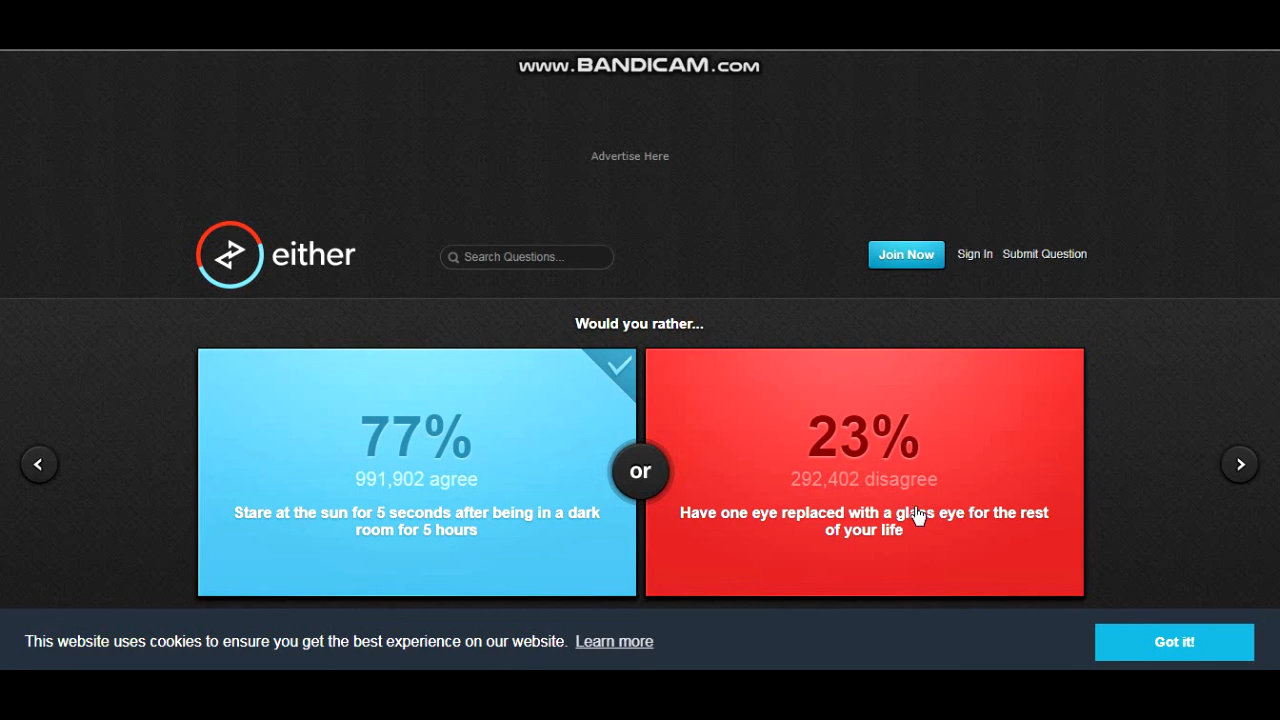 www.BANDICAM.com
Advertise Here
either
Search Questions...
Join Now
Sign In
Submit Question
Would you rather...
77%
991,902 agree
Stare at the sun for 5 seconds after being in a dark
room for 5 hours
or
23%
292,402 disagree
Have one eye replaced with a glass eye for the rest
of your life
This website uses cookies to ensure you get the best experience on our website. Learn more
Got it!